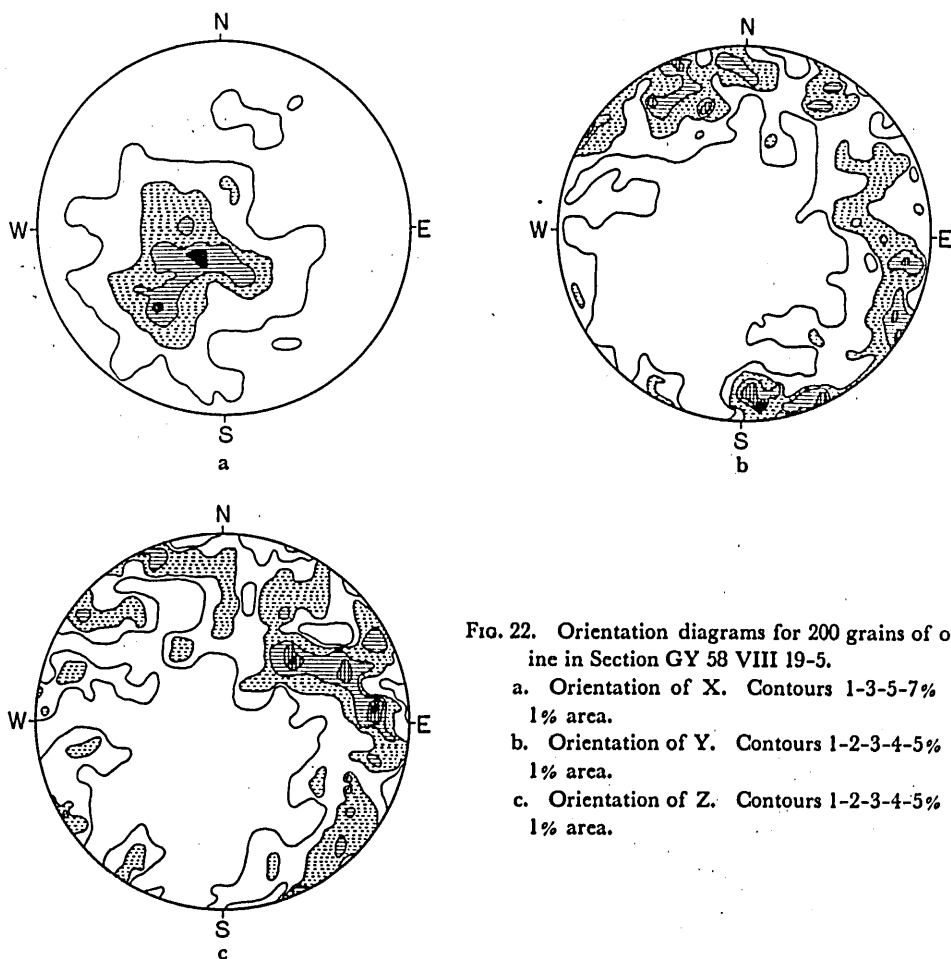 N
W
E
S
a
N
W
E
S
b
N
W
E
S
c
FIG. 22. Orientation diagrams for 200 grains of o
ine in Section GY 58 VIII 19-5.
a. Orientation of X. Contours 1-3-5-7%
1% area.
b. Orientation of Y. Contours 1-2-3-4-5%
1% area.
c. Orientation of Z. Contours 1-2-3-4-5%
1% area.